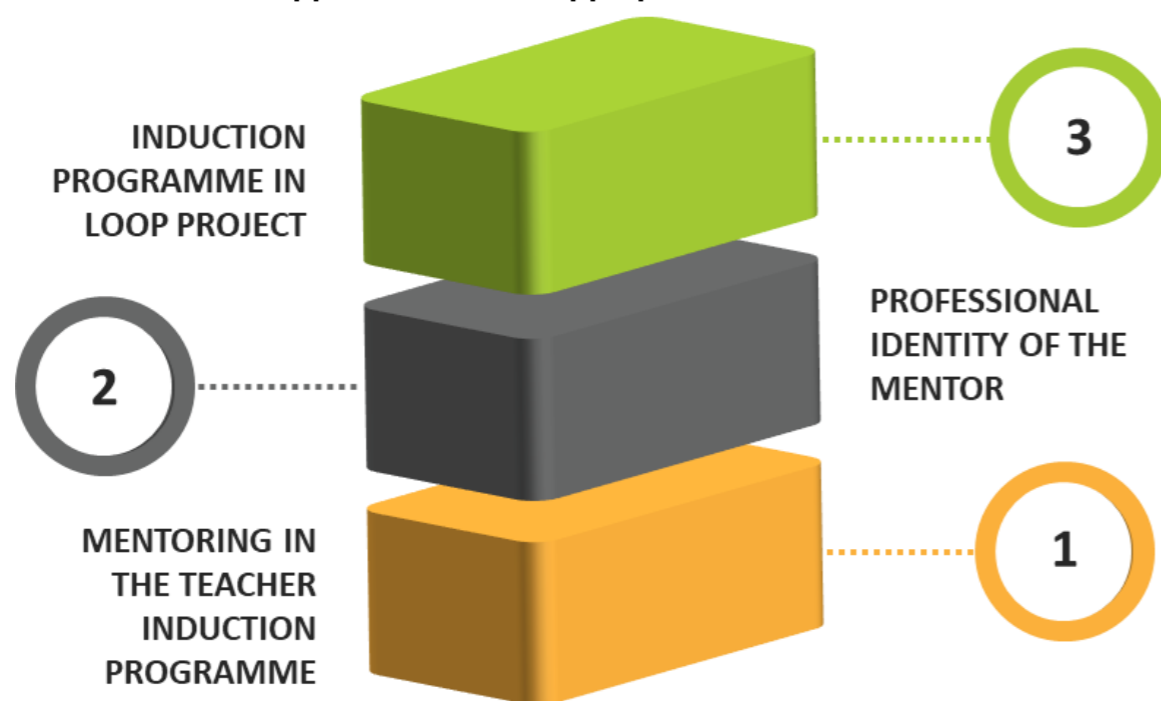 INDUCTION
PROGRAMME IN
LOOP PROJECT
3
2
PROFESSIONAL
IDENTITY OF THE
MENTOR
MENTORING IN
THE TEACHER
INDUCTION
PROGRAMME
1